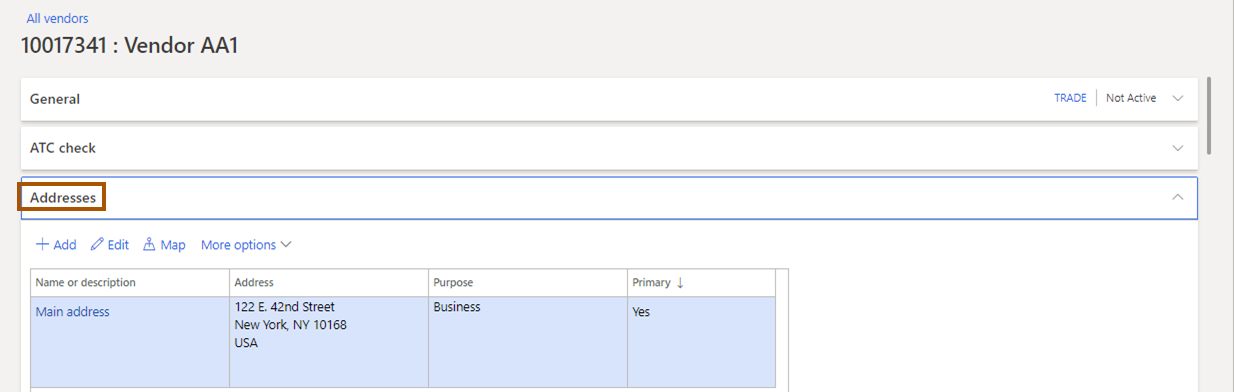 All vendors
10017341 : Vendor AA1
General
TRADE
Not Active
ATC check
Addresses
Add
Edit
Map
More options
Name or description
Address
Purpose
Primary ↓
Main address
122 E. 42nd Street
New York, NY 10168
USA
Business
Yes